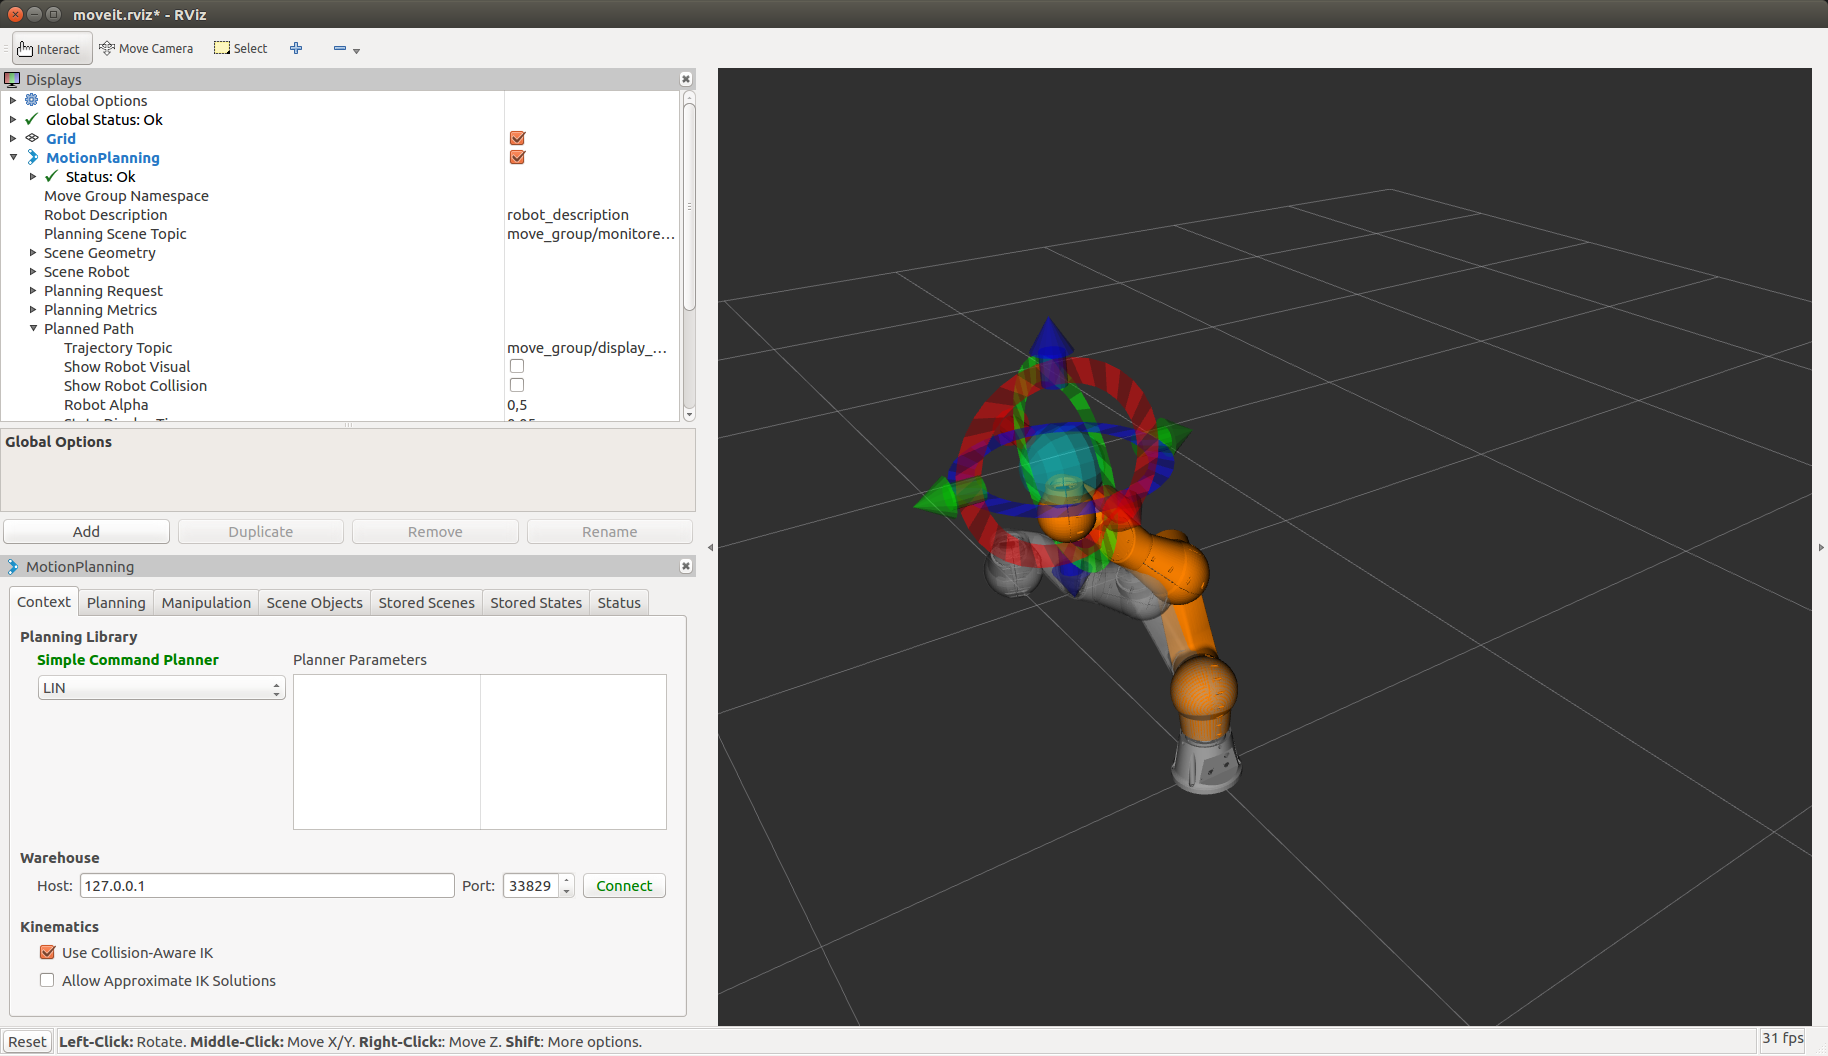 moveit.rviz* - RViz
Interact Move Camera Select
Displays
Global Options
Global Status: Ok
Grid
MotionPlanning
Status: Ok
Move Group Namespace
Robot Description robot_description
Planning Scene Topic move_group/monitore...
Scene Geometry
Scene Robot
Planning Request
Planning Metrics
Planned Path
Trajectory Topic move_group/display_...
Show Robot Visual
Show Robot Collision
Robot Alpha 0,5
Global Options
Add Duplicate Remove Rename
MotionPlanning
Context Planning Manipulation Scene Objects Stored Scenes Stored States Status
Planning Library
Simple Command Planner Planner Parameters
LIN
Warehouse
Host: 127.0.0.1 Port: 33829 Connect
Kinematics
Use Collision-Aware IK
Allow Approximate IK Solutions
Reset Left-Click: Rotate. Middle-Click: Move X/Y. Right-Click:: Move Z. Shift: More options. 31 fps